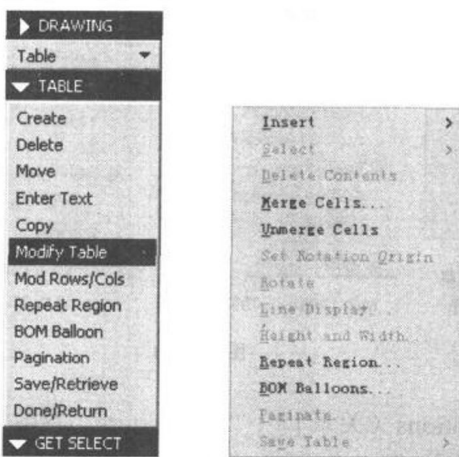 DRAWING
Table
TABLE
Create
Delete
Move
Enter Text
Copy
Modify Table
Mod Rows/Cols
Repeat Region
BOM Balloon
Pagination
Save/Retrieve
Done/Return
GET SELECT
Insert >
Select >
Delete Contents
Merge Cells...
Unmerge Cells
Set Rotation Origin
Rotate
Line Display...
Height and Width...
Repeat Region...
BOM Balloons...
Paginate...
Save Table >